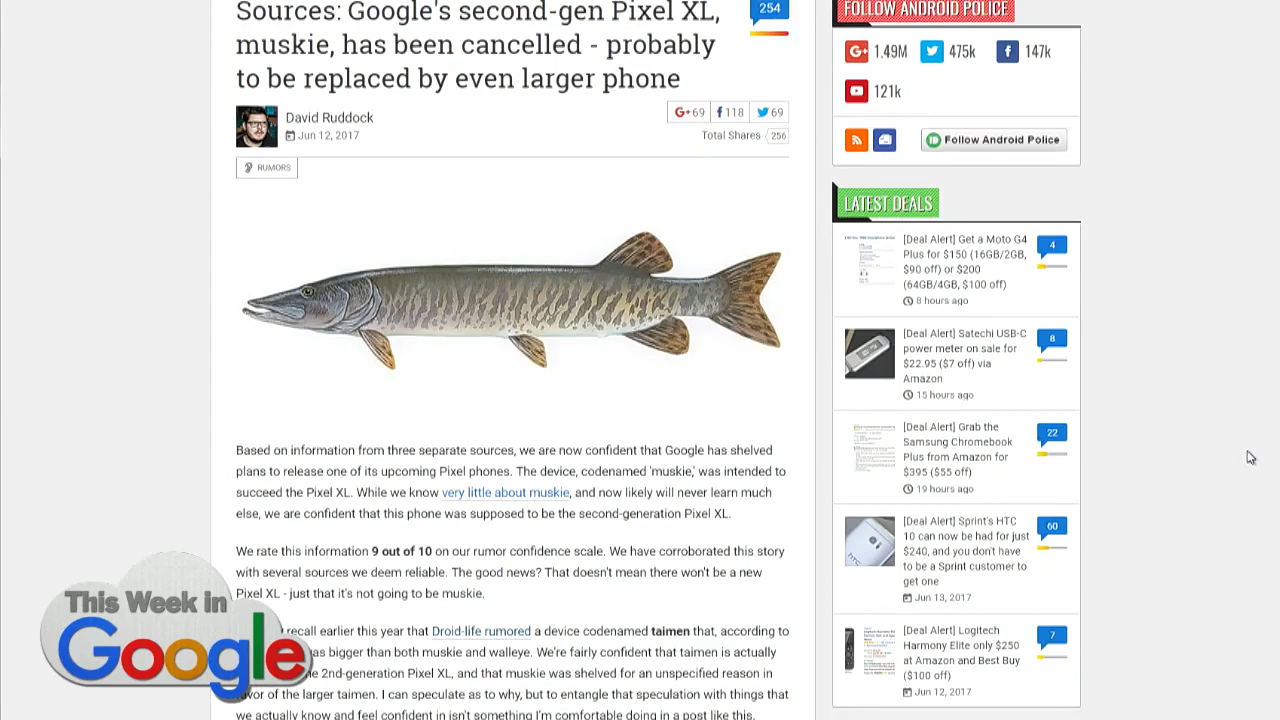 Sources: Google's second-gen Pixel XL,
muskie, has been cancelled - probably
to be replaced by even larger phone
254
David Ruddock
Jun 12, 2017
G+ 69
f 118
69
Total Shares 256
RUMORS
Based on information from three separate sources, we are now confident that Google has shelved
plans to release one of its upcoming Pixel phones. The device, codenamed 'muskie,' was intended to
succeed the Pixel XL. While we know very little about muskie, and now likely will never learn much
else, we are confident that this phone was supposed to be the second-generation Pixel XL.
We rate this information 9 out of 10 on our rumor confidence scale. We have corroborated this story
with several sources we deem reliable. The good news? That doesn't mean there won't be a new
Pixel XL - just that it's not going to be muskie.
recall earlier this year that Droid-life rumored a device codenamed taimen that, according to
as bigger than both muskie and walleye. We're fairly confident that taimen is actually
e 2nd-generation Pixel XL, and that muskie was shelved for an unspecified reason in
vor of the larger taimen. I can speculate as to why, but to entangle that speculation with things that
we actually know and feel confident in isn't something I'm comfortable doing in a post like this.
This Week in
Google
FOLLOW ANDROID POLICE
G+ 1.49M
475k
f 147k
121k
Follow Android Police
LATEST DEALS
[Deal Alert] Get a Moto G4
Plus for $150 (16GB/2GB,
$90 off) or $200
(64GB/4GB, $100 off)
8 hours ago
4
[Deal Alert] Satechi USB-C
power meter on sale for
$22.95 ($7 off) via
Amazon
15 hours ago
8
[Deal Alert] Grab the
Samsung Chromebook
Plus from Amazon for
$395 ($55 off)
19 hours ago
22
[Deal Alert] Sprint's HTC
10 can now be had for just
$240, and you don't have
to be a Sprint customer to
get one
Jun 13, 2017
60
[Deal Alert] Logitech
Harmony Elite only $250
at Amazon and Best Buy
($100 off)
Jun 12, 2017
7